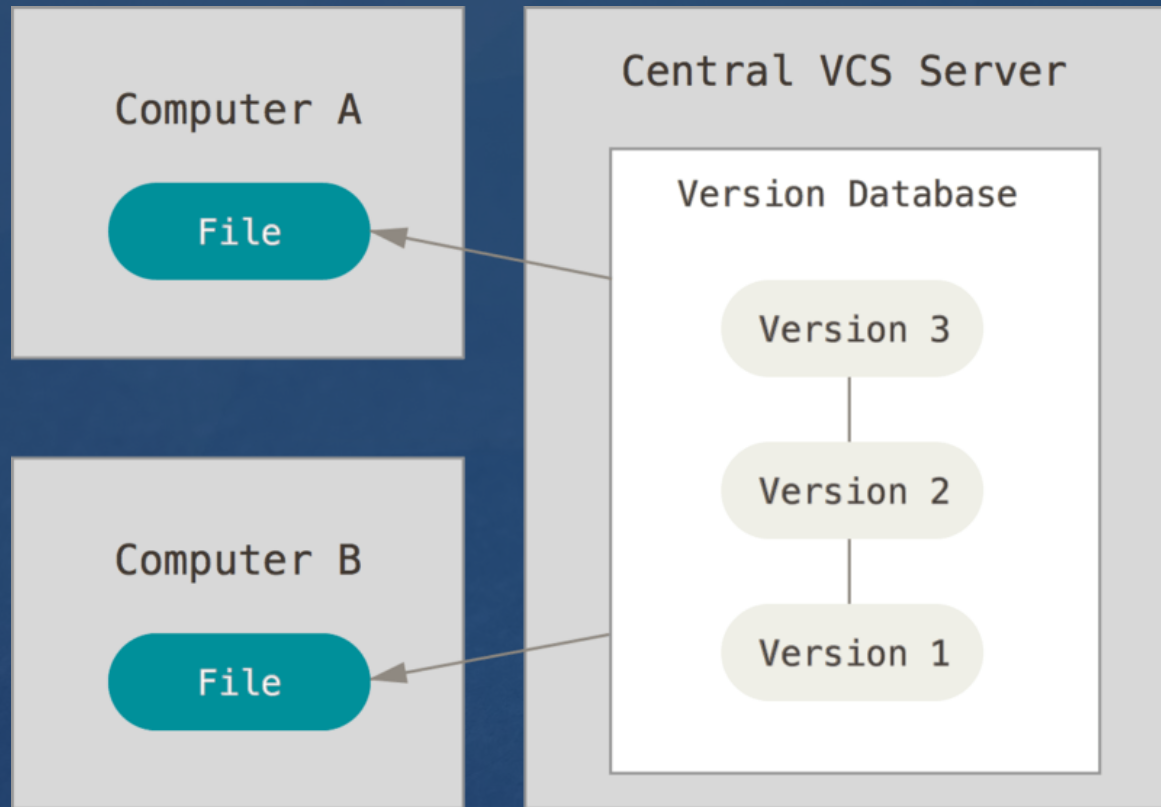 Computer A
File
Computer B
File
Central VCS Server
Version Database
Version 3
Version 2
Version 1